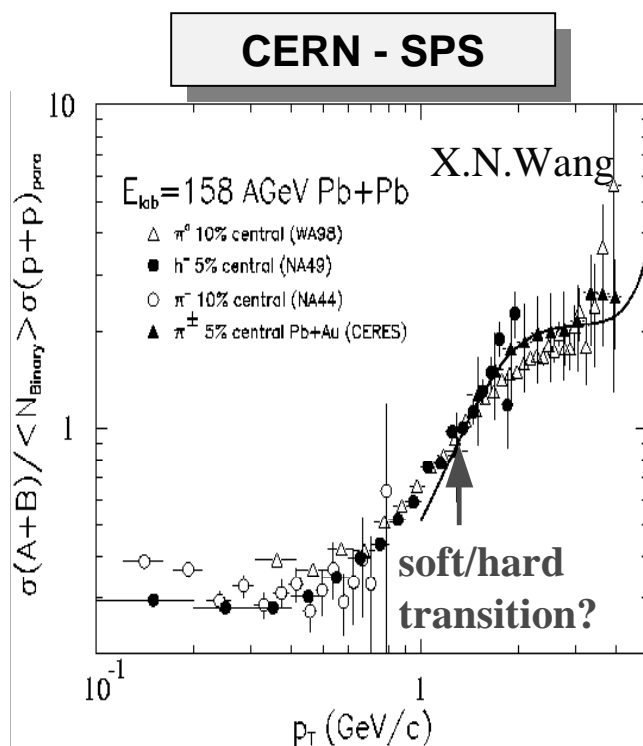 CERN - SPS
10
X.N.Wang
E_lab=158 AGeV Pb+Pb
△ π⁰ 10% central (WA98)
● h⁻ 5% central (NA49)
○ π⁻ 10% central (NA44)
▲ π± 5% central Pb+Au (CERES)
σ(A+B)/<N_Binary>σ(p+p)_para
1
soft/hard
transition?
10⁻¹ 1
p_T (GeV/c)